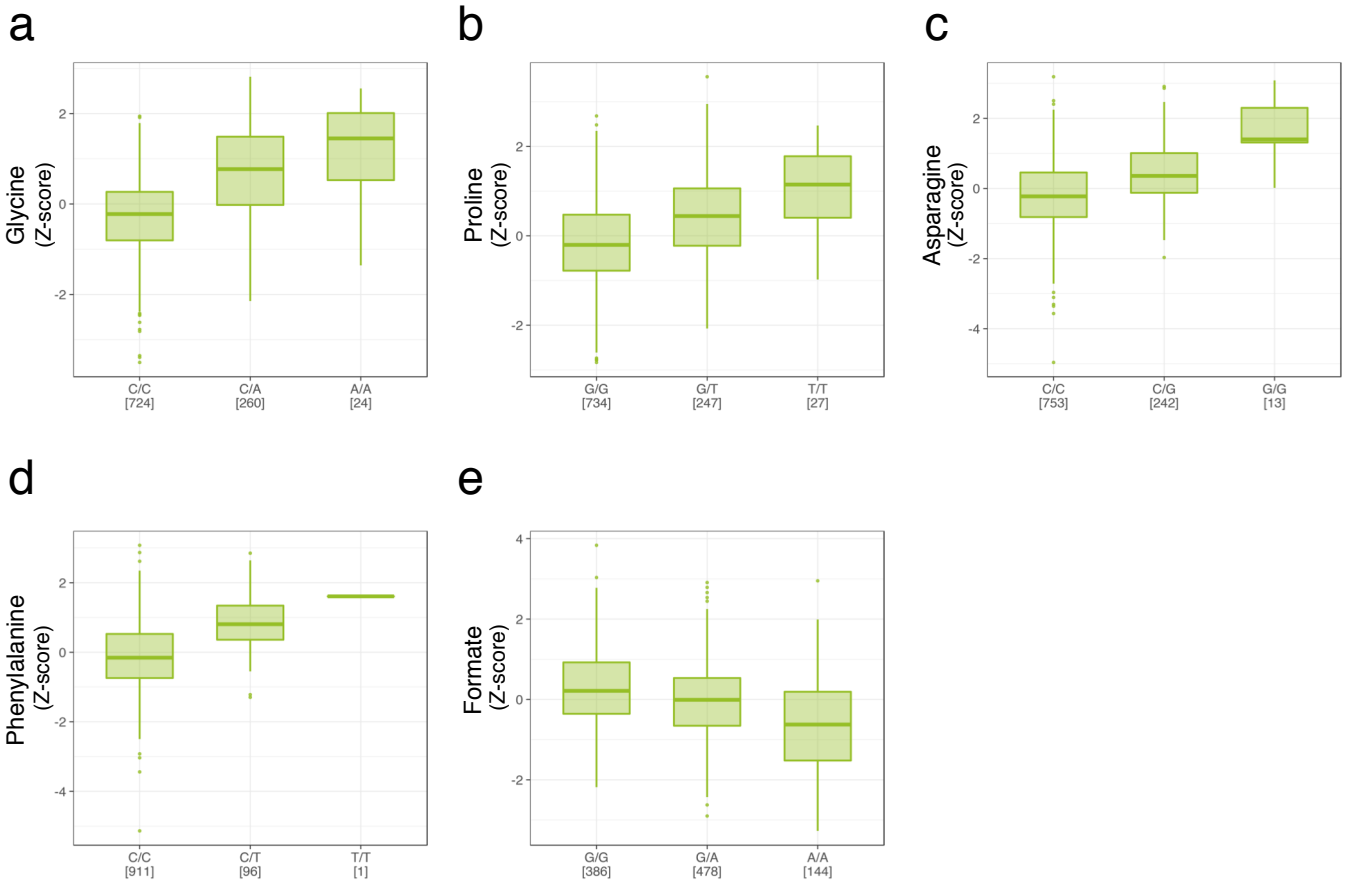 a
b
c
Glycine
(Z-score)
2
0
-2
C/C
C/A
A/A
[724]
[260]
[24]
Proline
(Z-score)
2
0
-2
G/G
G/T
T/T
[734]
[247]
[27]
Asparagine
(Z-score)
2
0
-2
-4
C/C
C/G
G/G
[753]
[242]
[13]
d
e
Phenylalanine
(Z-score)
2
0
-2
-4
C/C
C/T
T/T
[911]
[96]
[1]
Formate
(Z-score)
4
2
0
-2
G/G
G/A
A/A
[386]
[478]
[144]